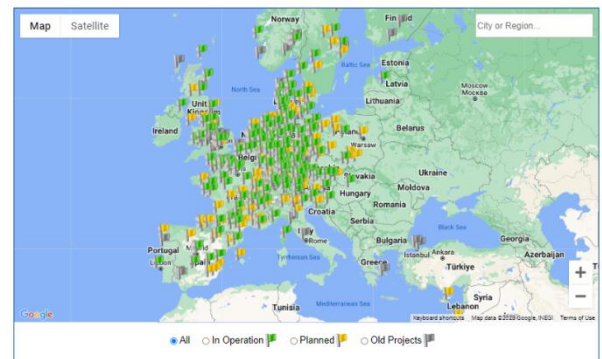 Map Satellite
City or Region...
Norway
Estonia
Baltic Sea
Latvia
Moscow
Москва
North Sea
Lithuania
Unit
Ireland
Belarus
Warsaw
Belgi
Ukraine
Moldova
Hungary
Romania
Croatia
Serbia
Black Sea
Rome
Bulgaria
Georgia
Portugal
Istanbul
Ankara
Azerbaijan
Tyrrhenian Sea
Greece
Türkiye
Syria
Tunisia
Mediterranean Sea
Lebanon
Google
Keyboard shortcuts Map data ©2023 Google, INEGI Terms of Use
All In Operation Planned Old Projects